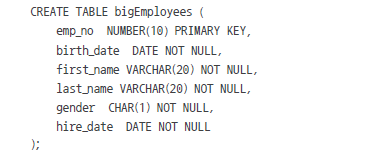 CREATE TABLE bigEmployees (
    emp_no  NUMBER(10) PRIMARY KEY,
    birth_date  DATE NOT NULL,
    first_name VARCHAR(20) NOT NULL,
    last_name VARCHAR(20) NOT NULL,
    gender  CHAR(1) NOT NULL,
    hire_date  DATE NOT NULL
);